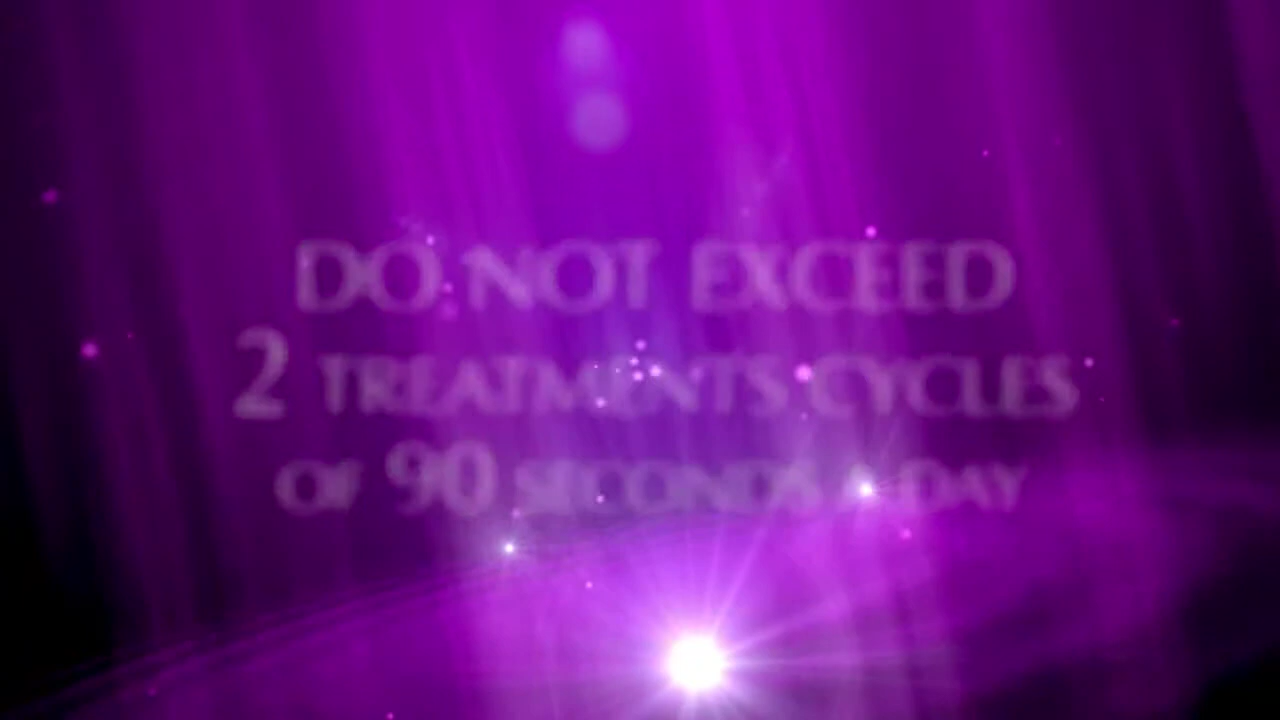 DO NOT EXCEED
2 TREATMENTS CYCLES
OF 90 SECONDS A DAY